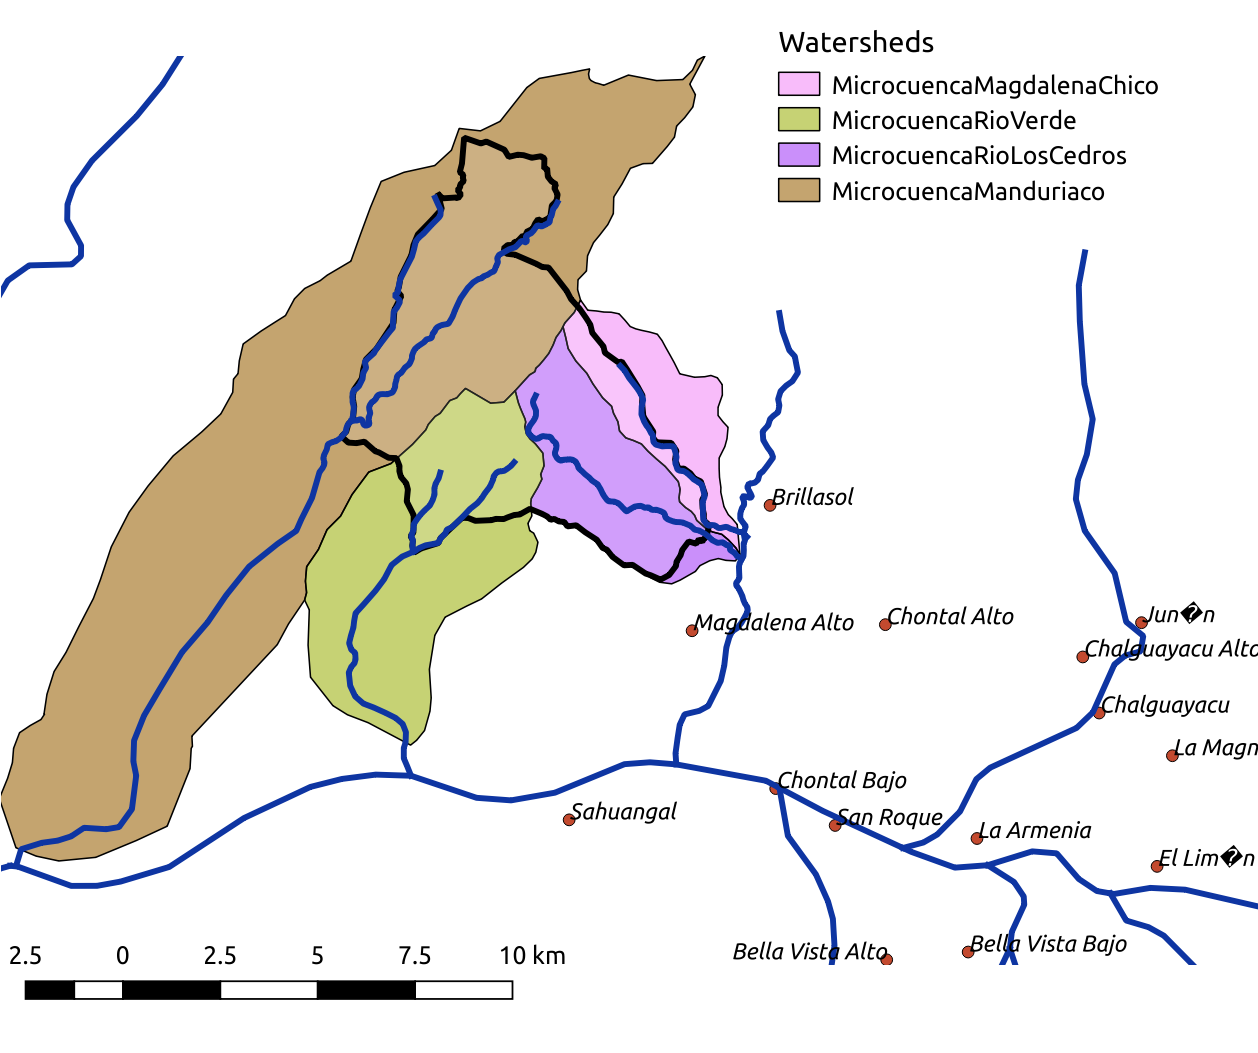 Watersheds
MicrocuencaMagdalenaChico
MicrocuencaRioVerde
MicrocuencaRioLosCedros
MicrocuencaManduriaco
Brillasol
Magdalena Alto
Chontal Alto
Jun�n
Chalguayacu Alto
Chalguayacu
La Magn
Chontal Bajo
Sahuangal
San Roque
La Armenia
El Lim�n
Bella Vista Alto
Bella Vista Bajo
2.5 0 2.5 5 7.5 10 km